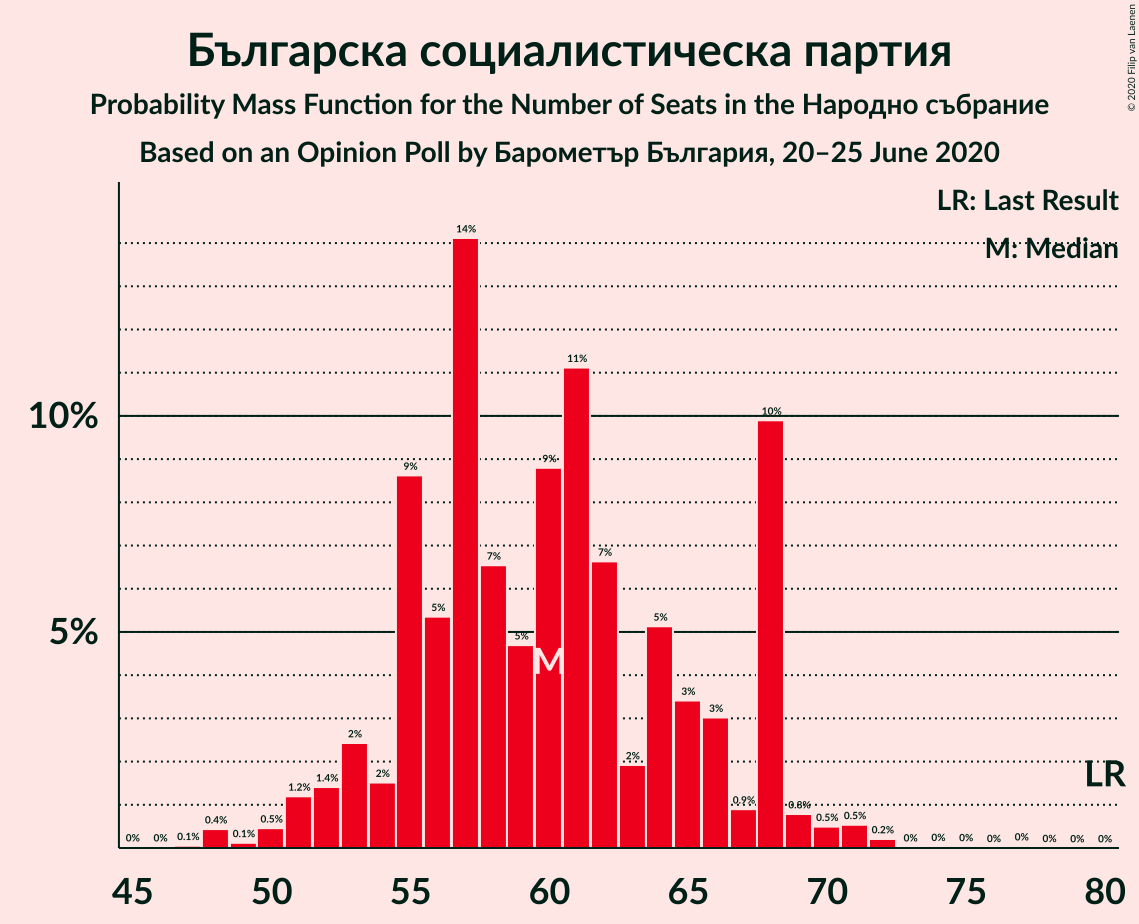 Българска социалистическа партия
Probability Mass Function for the Number of Seats in the Народно събрание
Based on an Opinion Poll by Барометър България, 20–25 June 2020
© 2020 Filip van Laenen
LR: Last Result
M: Median
10%
5%
0% 0% 0.1% 0.4% 0.1% 0.5% 1.2% 1.4% 2% 2% 9% 5% 14% 7% 5% 9% 11% 7% 2% 5% 3% 3% 0.9% 10% 0.8% 0.5% 0.5% 0.2% 0% 0% 0% 0% 0% 0% 0% 0%
M
LR
45 50 55 60 65 70 75 80